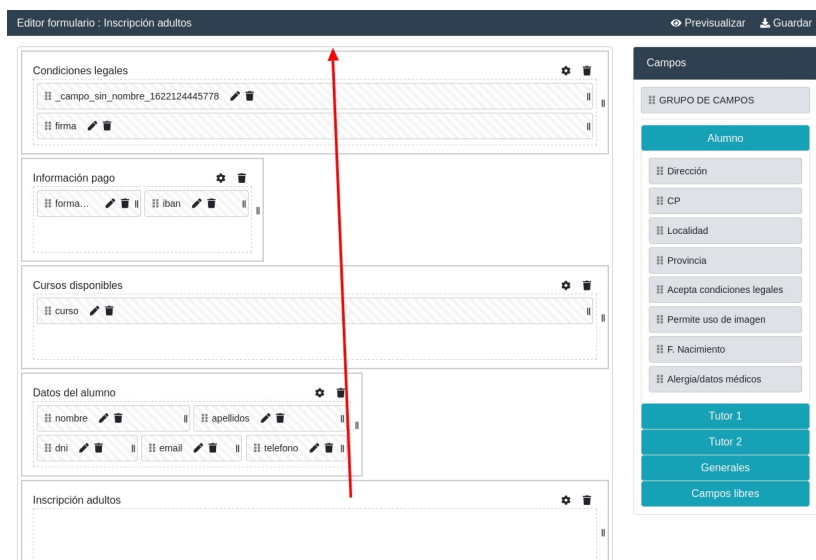 Editor formulario : Inscripción adultos
Previsualizar
Guardar
Condiciones legales
_campo_sin_nombre_1622124445778
firma
Información pago
forma...
iban
Cursos disponibles
curso
Datos del alumno
nombre
apellidos
dni
email
telefono
Inscripción adultos
Campos
GRUPO DE CAMPOS
Alumno
Dirección
CP
Localidad
Provincia
Acepta condiciones legales
Permite uso de imagen
F. Nacimiento
Alergia/datos médicos
Tutor 1
Tutor 2
Generales
Campos libres